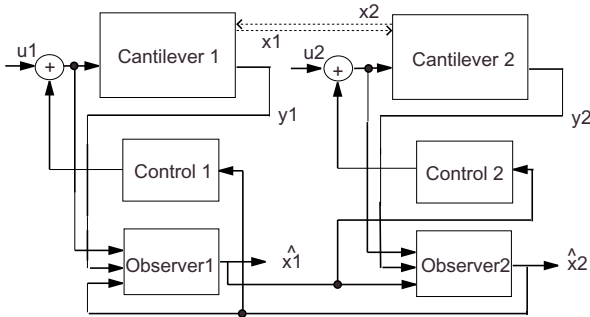 x2
x1
u1
Cantilever 1
u2
Cantilever 2
+
+
y1
y2
Control 1
Control 2
Observer1
x̂1
Observer2
x̂2